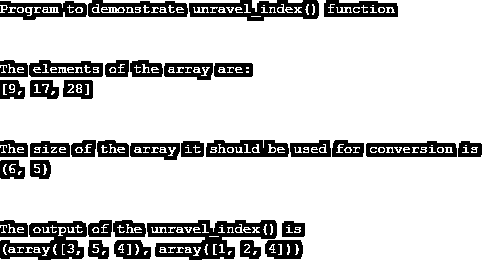 Program to demonstrate unravel_index() function
The elements of the array are:
[9, 17, 28]
The size of the array it should be used for conversion is
(6, 5)
The output of the unravel_index() is
(array([3, 5, 4]), array([1, 2, 4]))